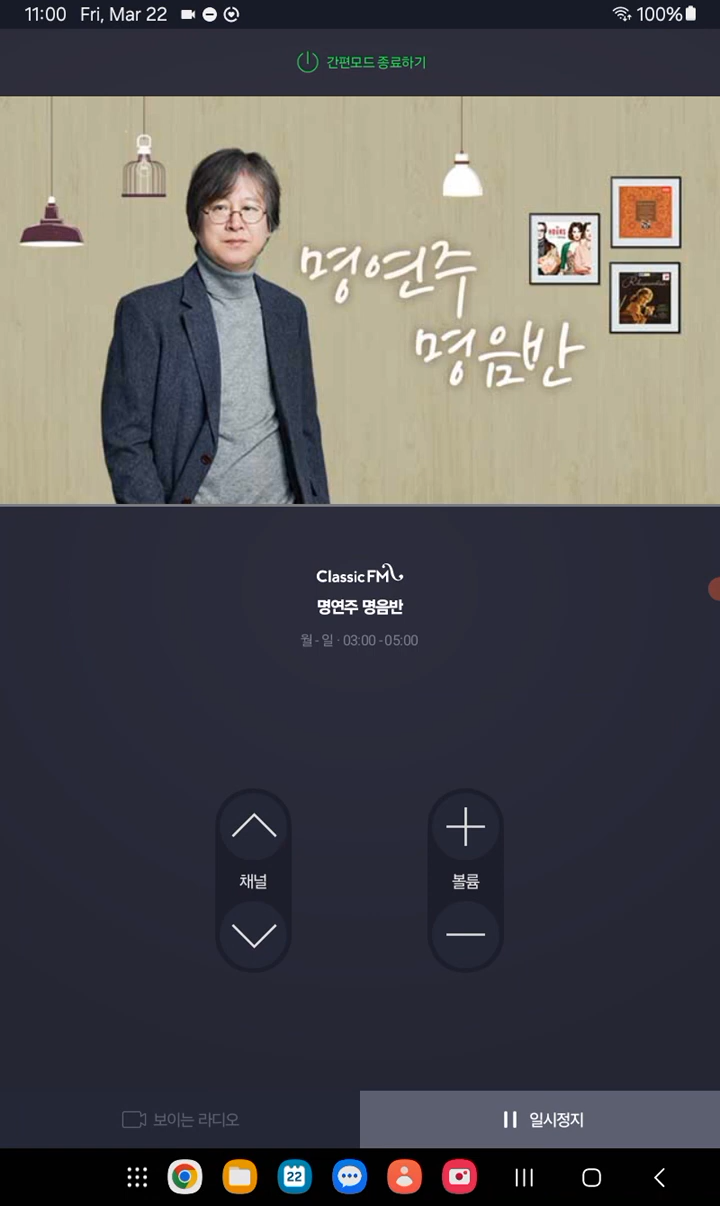 11:00 Fri, Mar 22 100%
간편모드 종료하기
명연주
명음반
Rhapsodies
Classic FM
명연주 명음반
월 - 일 · 03:00 - 05:00
채널
볼륨
보이는 라디오
일시정지
22